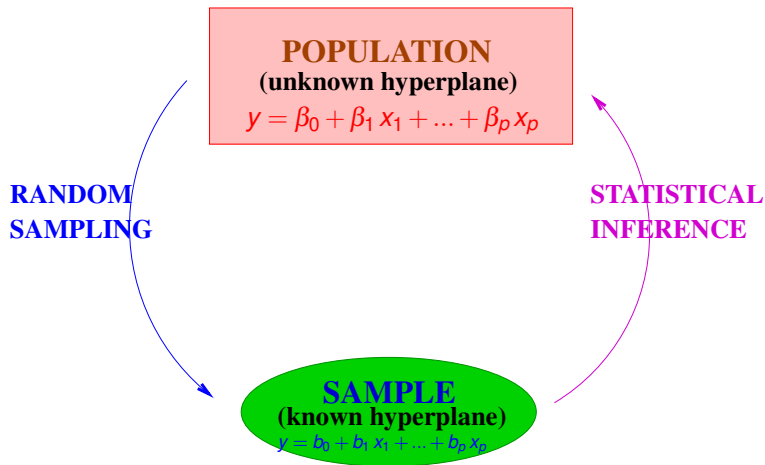 POPULATION
(unknown hyperplane)
y = β₀ + β₁ x₁ + ... + βₚ xₚ
RANDOM
SAMPLING
STATISTICAL
INFERENCE
SAMPLE
(known hyperplane)
y = b₀ + b₁ x₁ + ... + bₚ xₚ